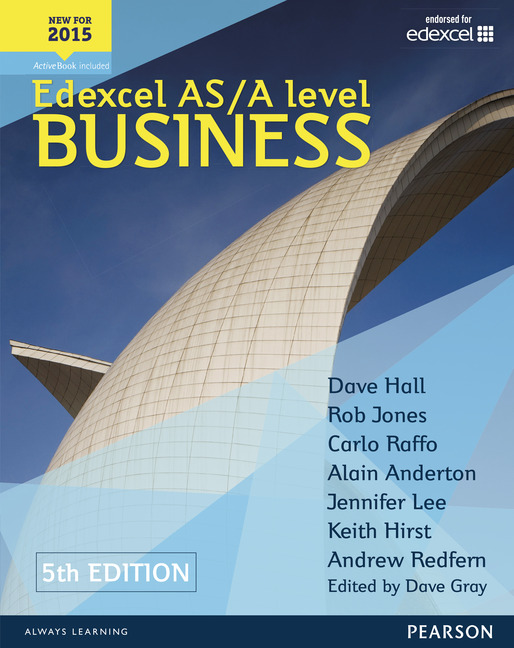 NEW FOR
2015
ActiveBook included
endorsed for
edexcel
Edexcel AS/A level
BUSINESS
Dave Hall
Rob Jones
Carlo Raffo
Alain Anderton
Jennifer Lee
Keith Hirst
Andrew Redfern
Edited by Dave Gray
5th EDITION
ALWAYS LEARNING
PEARSON